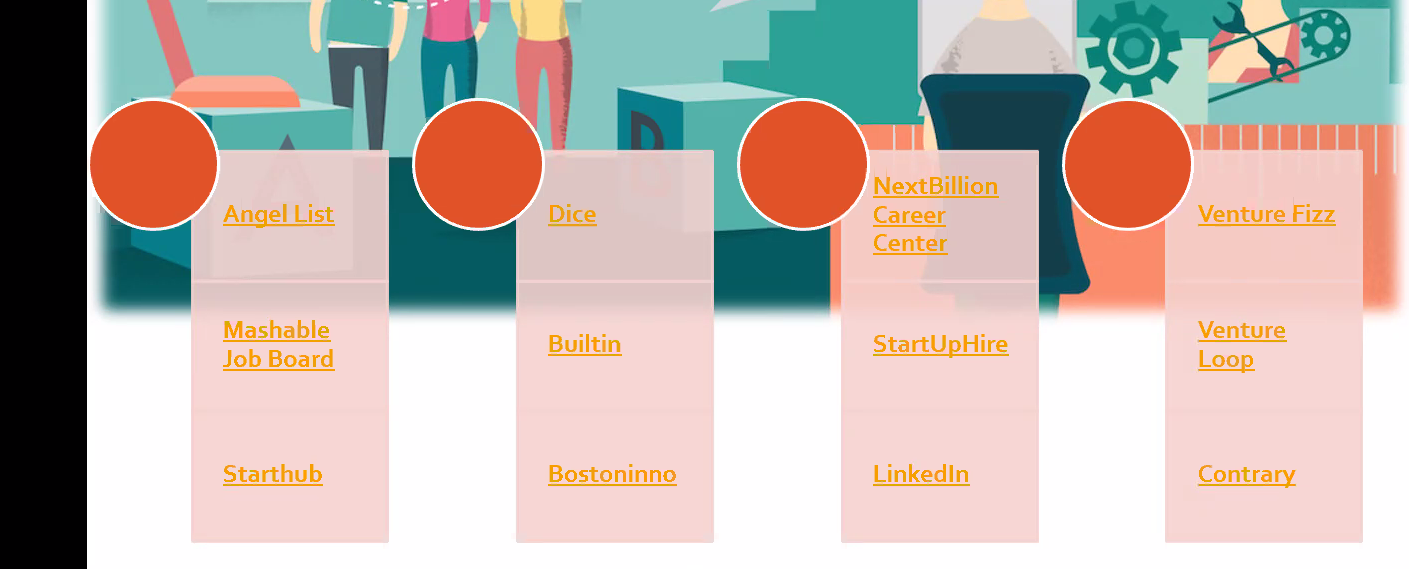 Angel List
Mashable
Job Board
Starthub
Dice
Builtin
Bostoninno
NextBillion
Career
Center
StartUpHire
LinkedIn
Venture Fizz
Venture
Loop
Contrary
A
D